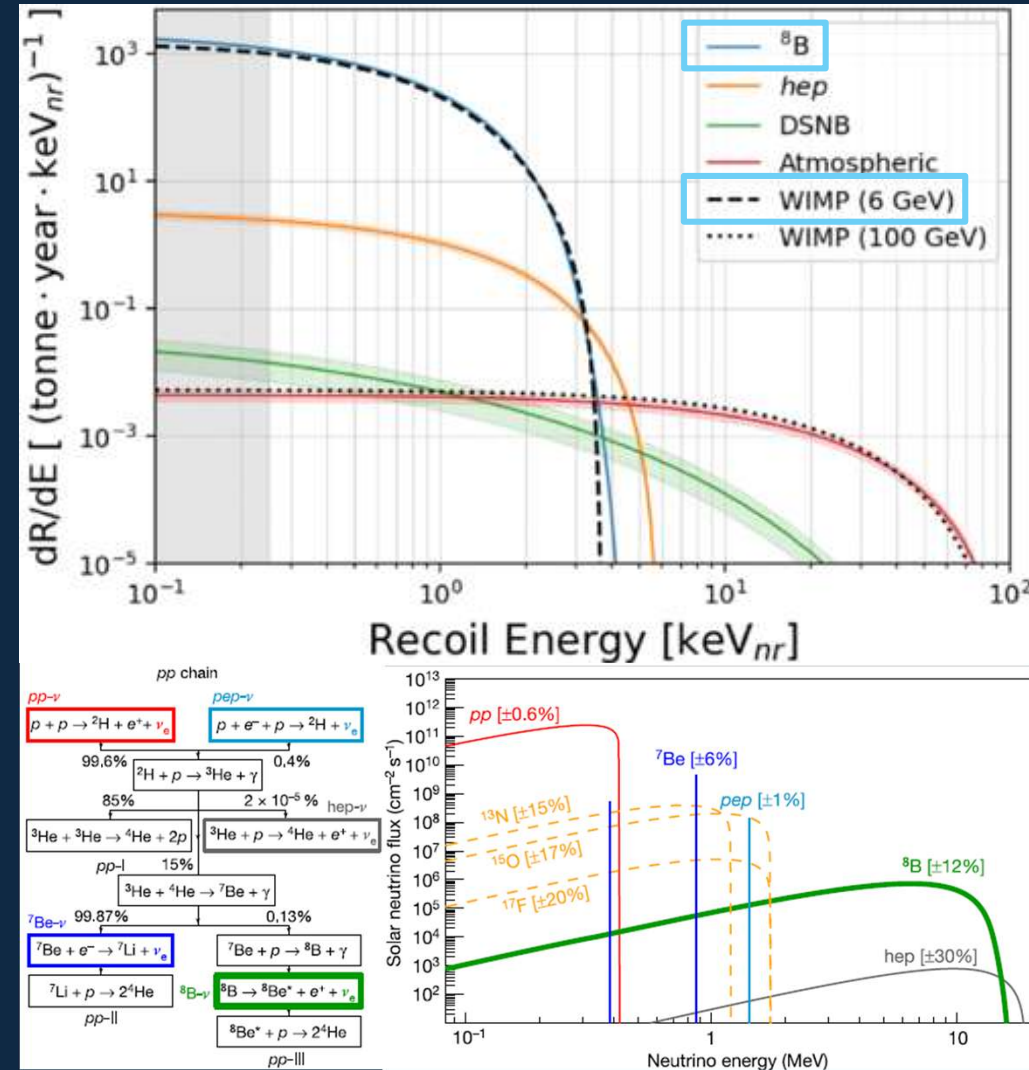 dR/dE [ (tonne · year · keVₙᵣ)⁻¹
10³
10¹
10⁻¹
10⁻³
10⁻⁵
⁸B
hep
DSNB
Atmospheric
WIMP (6 GeV)
WIMP (100 GeV)
10⁻¹ 10⁰ 10¹ 10²
Recoil Energy [keVₙᵣ]
pp chain
pp-ν pep-ν
p + p → ²H + e⁺ + νₑ p + e⁻ + p → ²H + νₑ
99.6% 0.4%
²H + p → ³He + γ
85% 2 × 10⁻⁵ % hep-ν
³He + ³He → ⁴He + 2p ³He + p → ⁴He + e⁺ + νₑ
pp-I 15%
³He + ⁴He → ⁷Be + γ
⁷Be-ν 99.87% 0.13%
⁷Be + e⁻ → ⁷Li + νₑ ⁷Be + p → ⁸B + γ
⁷Li + p → 2⁴He ⁸B-ν ⁸B → ⁸Be* + e⁺ + νₑ
pp-II
⁸Be* + p → 2⁴He
pp-III
Solar neutrino flux (cm⁻² s⁻¹)
10¹³
10¹²
10¹¹
10¹⁰
10⁹
10⁸
10⁷
10⁶
10⁵
10⁴
10³
10²
pp [±0.6%]
⁷Be [±6%]
pep [±1%]
¹³N [±15%]
¹⁵O [±17%]
¹⁷F [±20%]
⁸B [±12%]
hep [±30%]
10⁻¹ 1 10
Neutrino energy (MeV)